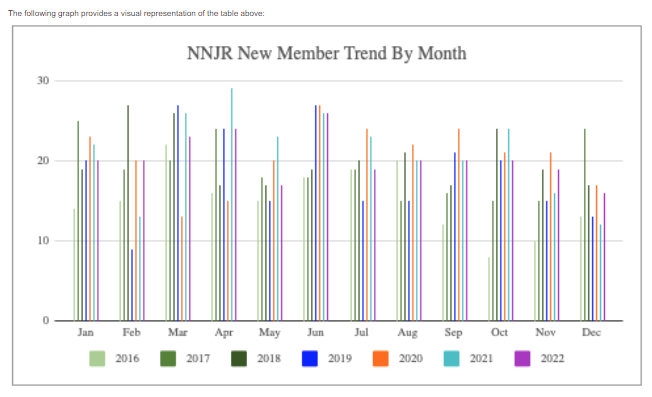 The following graph provides a visual representation of the table above:
NNJR New Member Trend By Month
30
20
10
0
Jan Feb Mar Apr May Jun Jul Aug Sep Oct Nov Dec
2016 2017 2018 2019 2020 2021 2022